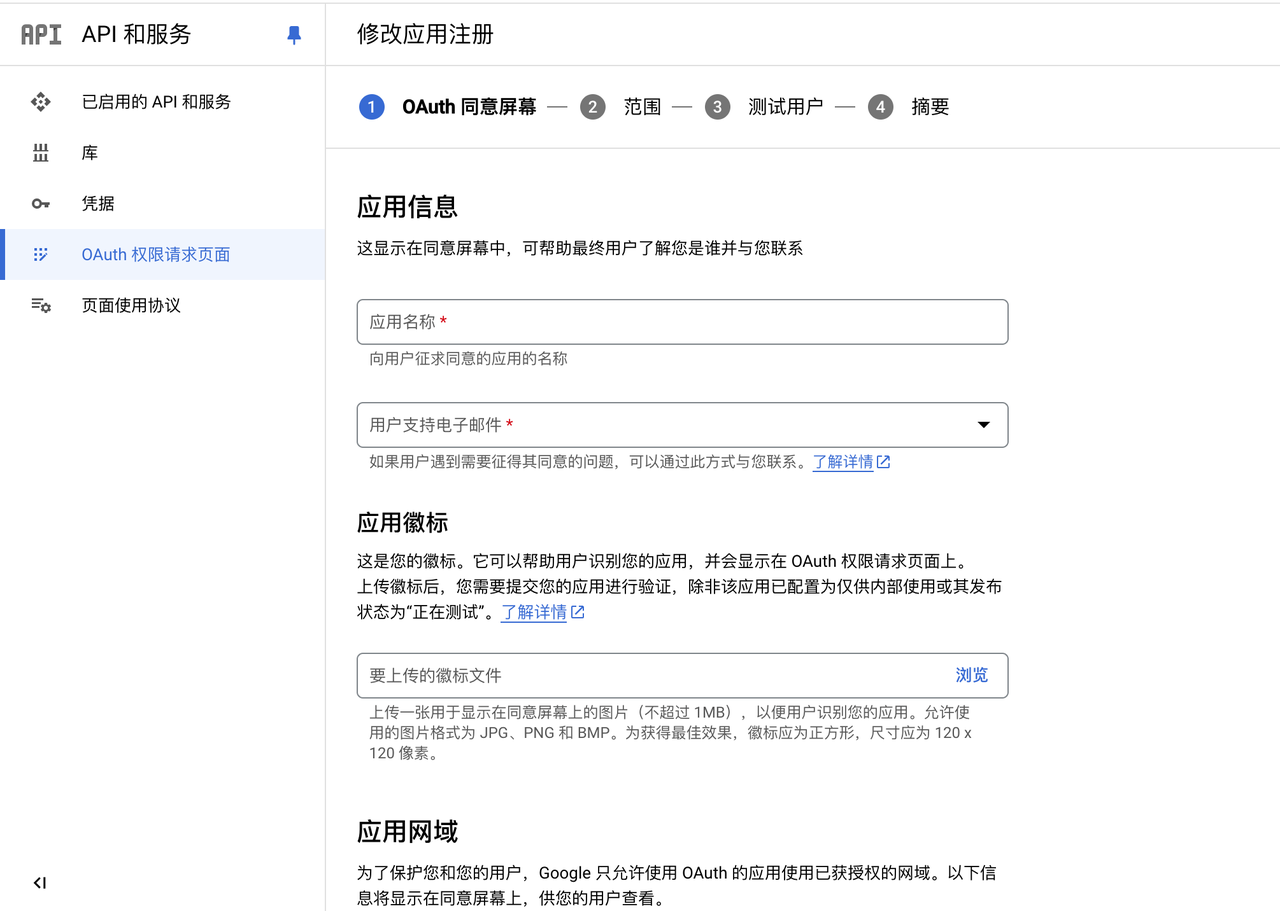 API API 和服务
已启用的 API 和服务
库
凭据
OAuth 权限请求页面
页面使用协议
修改应用注册
1 OAuth 同意屏幕 — 2 范围 — 3 测试用户 — 4 摘要
应用信息
这显示在同意屏幕中，可帮助最终用户了解您是谁并与您联系
应用名称 *
向用户征求同意的应用的名称
用户支持电子邮件 *
如果用户遇到需要征得其同意的问题，可以通过此方式与您联系。了解详情
应用徽标
这是您的徽标。它可以帮助用户识别您的应用，并会显示在 OAuth 权限请求页面上。
上传徽标后，您需要提交您的应用进行验证，除非该应用已配置为仅供内部使用或其发布
状态为“正在测试”。了解详情
要上传的徽标文件 浏览
上传一张用于显示在同意屏幕上的图片（不超过 1MB），以便用户识别您的应用。允许使
用的图片格式为 JPG、PNG 和 BMP。为获得最佳效果，徽标应为正方形，尺寸应为 120 x
120 像素。
应用网域
为了保护您和您的用户，Google 只允许使用 OAuth 的应用使用已获授权的网域。以下信
息将显示在同意屏幕上，供您的用户查看。